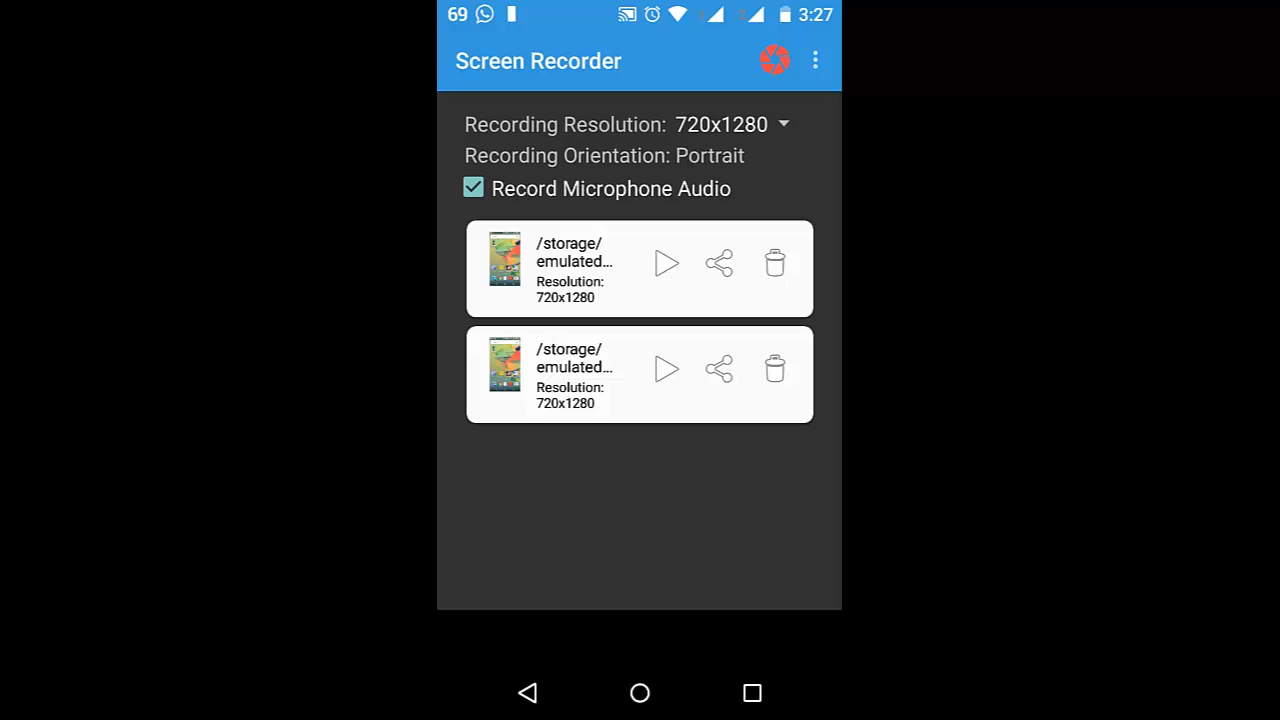 69 3:27
Screen Recorder
Recording Resolution: 720x1280
Recording Orientation: Portrait
Record Microphone Audio
/storage/
emulated...
Resolution:
720x1280
/storage/
emulated...
Resolution:
720x1280